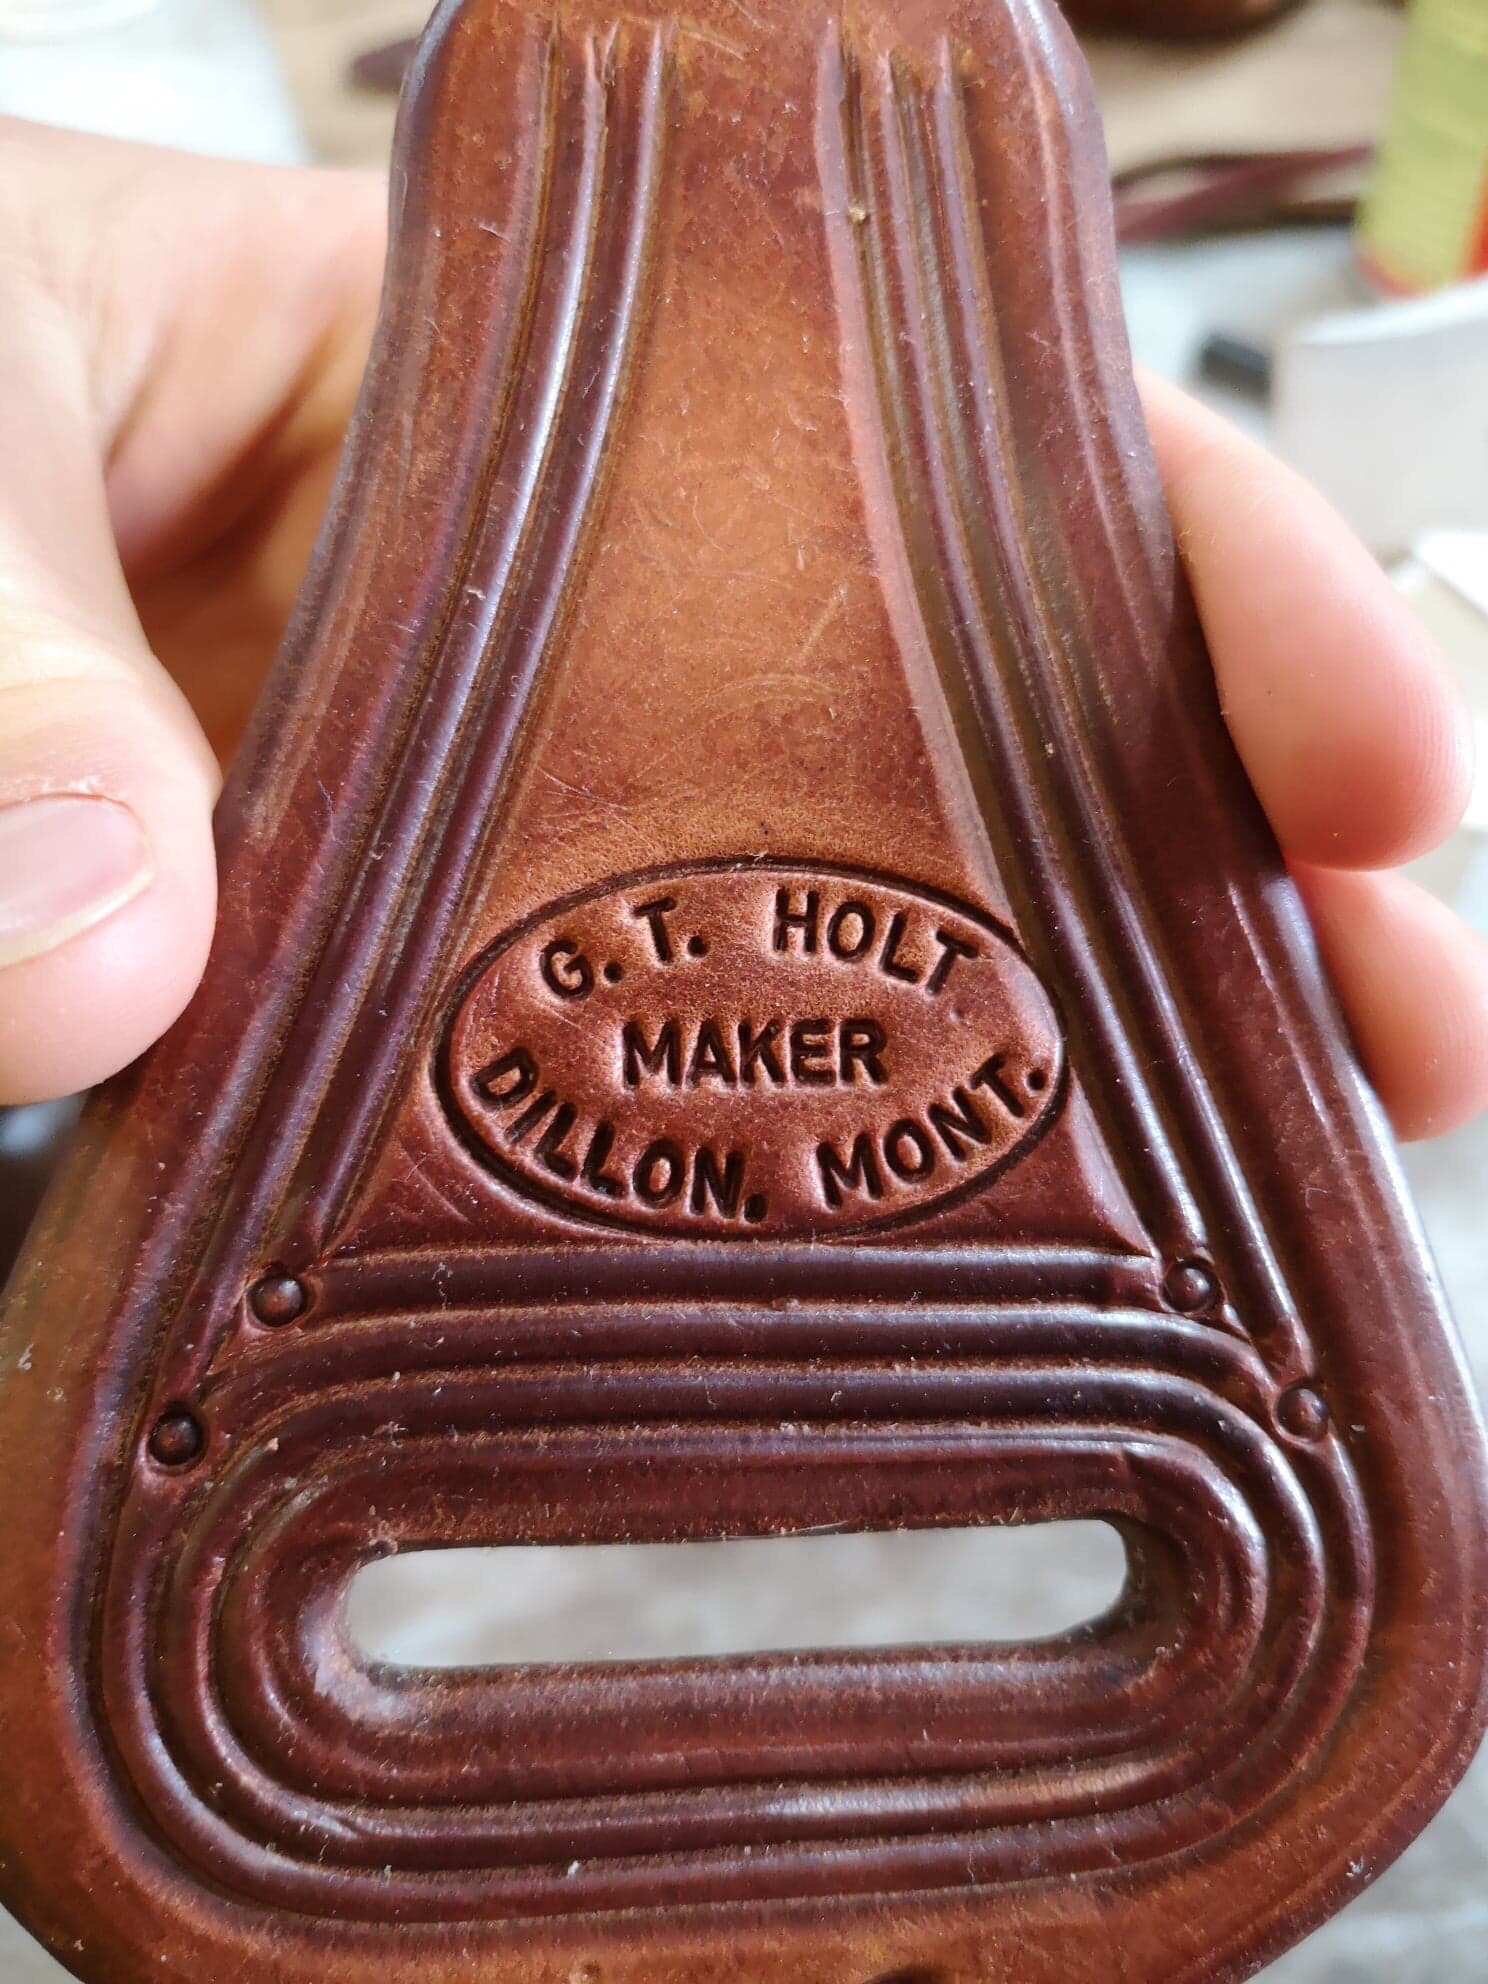 G. T. HOLT
MAKER
DILLON, MONT.